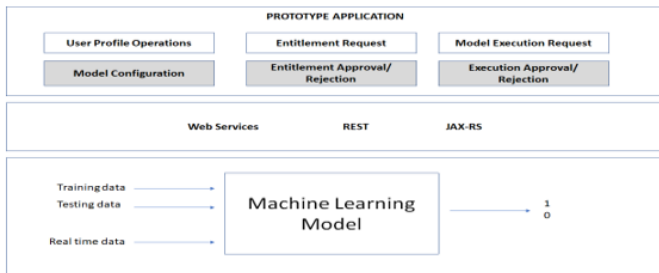 PROTOTYPE APPLICATION
User Profile Operations
Entitlement Request
Model Execution Request
Model Configuration
Entitlement Approval/
Rejection
Execution Approval/
Rejection
Web Services
REST
JAX-RS
Training data
Testing data
Real time data
Machine Learning
Model
1
0